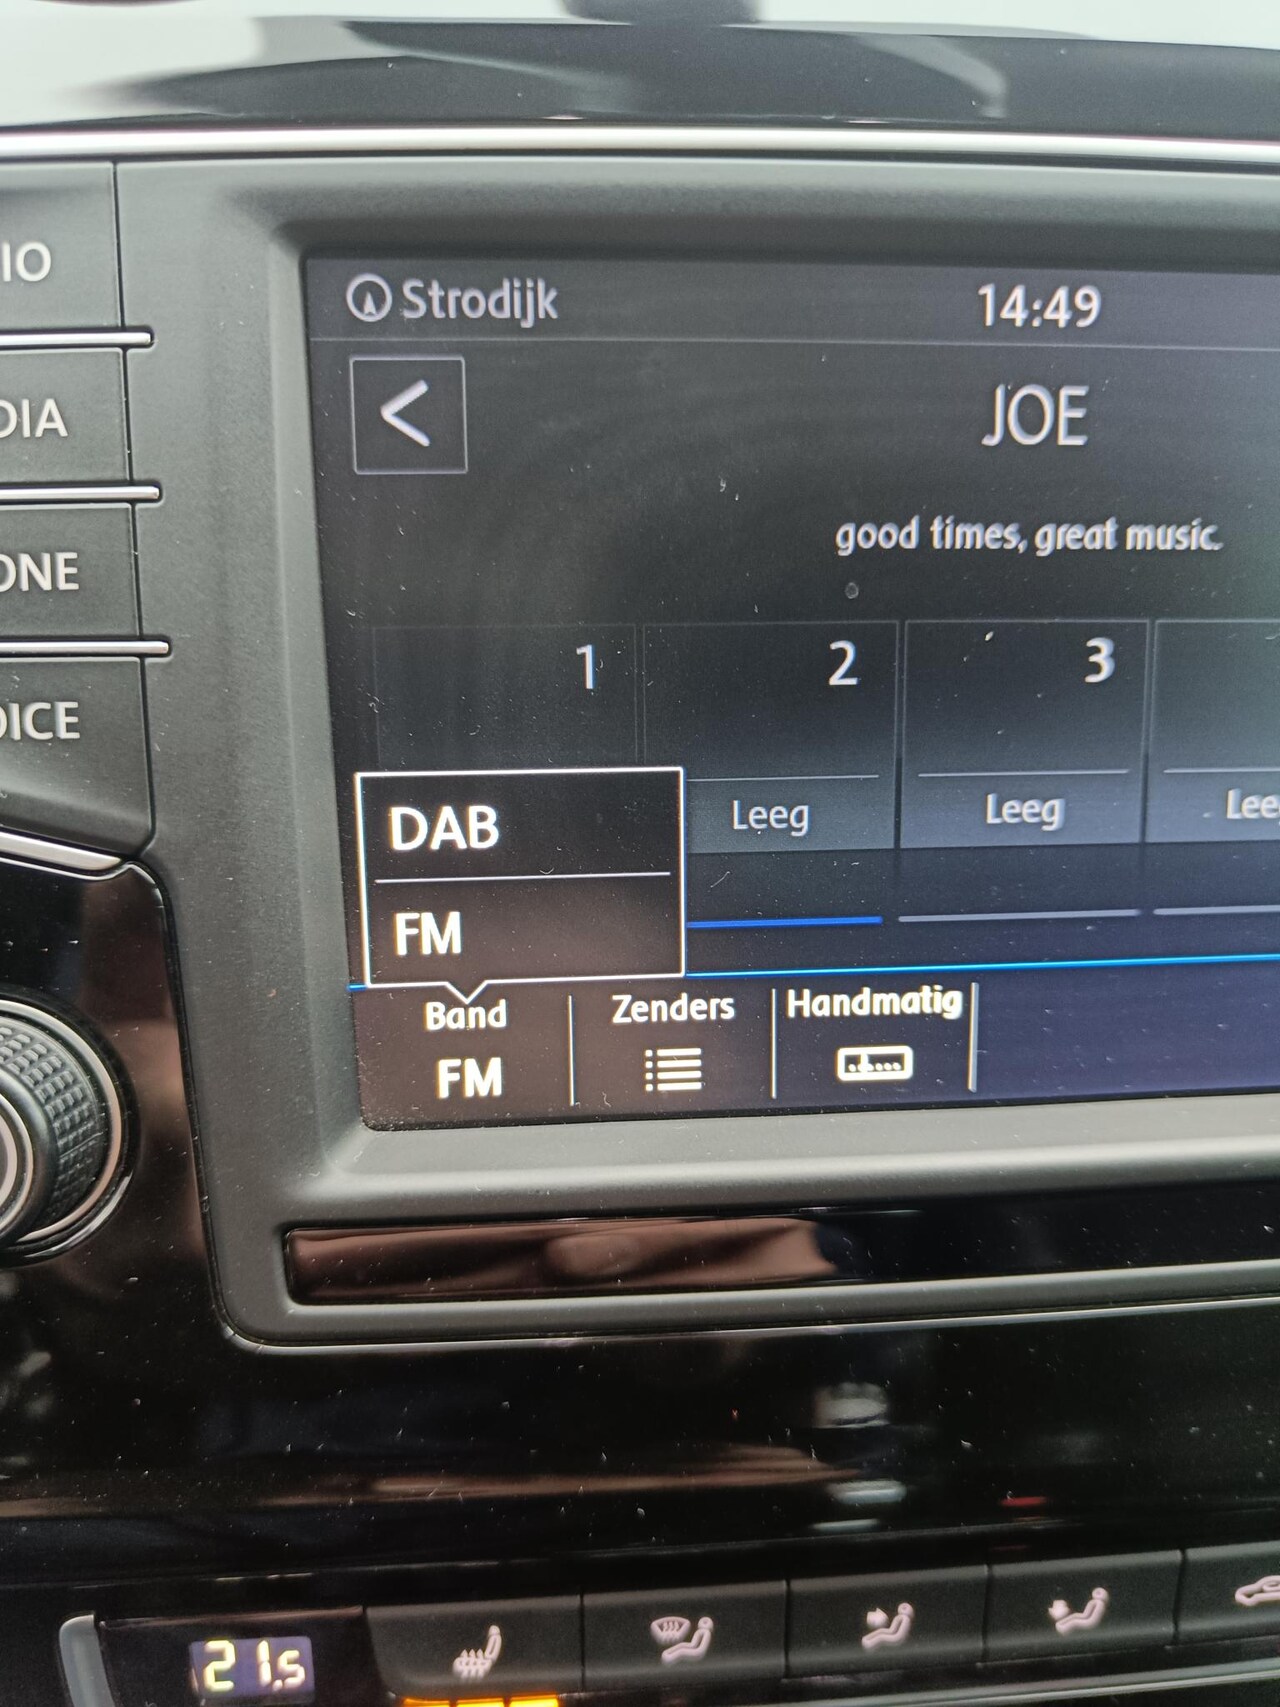 IO
DIA
ONE
OICE
Strodijk
14:49
<
JOE
good times, great music.
1
2
3
DAB
Leeg
Leeg
Lee
FM
Band
Zenders
Handmatig
FM
21,5